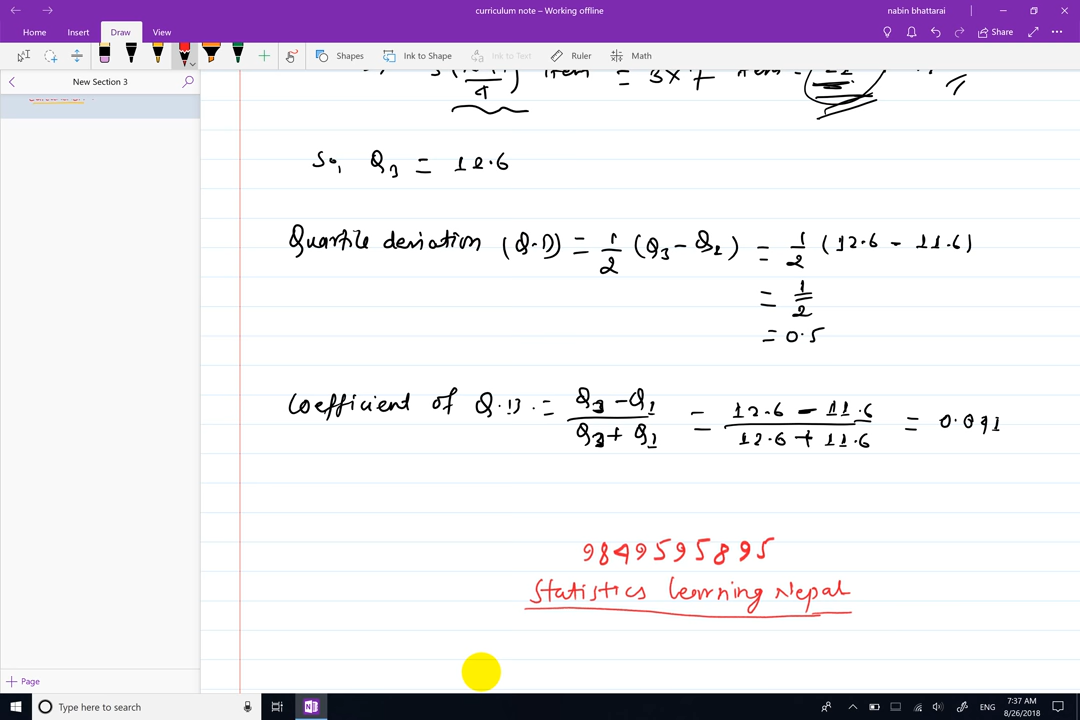 curriculum note – Working offline
nabin bhattarai
Home Insert Draw View
Share
Shapes Ink to Shape Ink to Text Ruler Math
New Section 3
4
So, Q3 = 12.6
Quartile deviation (Q.D) = 1/2 (Q3 - Q1) = 1/2 (12.6 - 11.6)
= 1/2
= 0.5
Coefficient of Q.D. = Q3 - Q1 / Q3 + Q1 = 12.6 - 11.6 / 12.6 + 11.6 = 0.041
9849595895
Statistics learning Nepal
+ Page
Type here to search
ENG
7:37 AM
8/26/2018